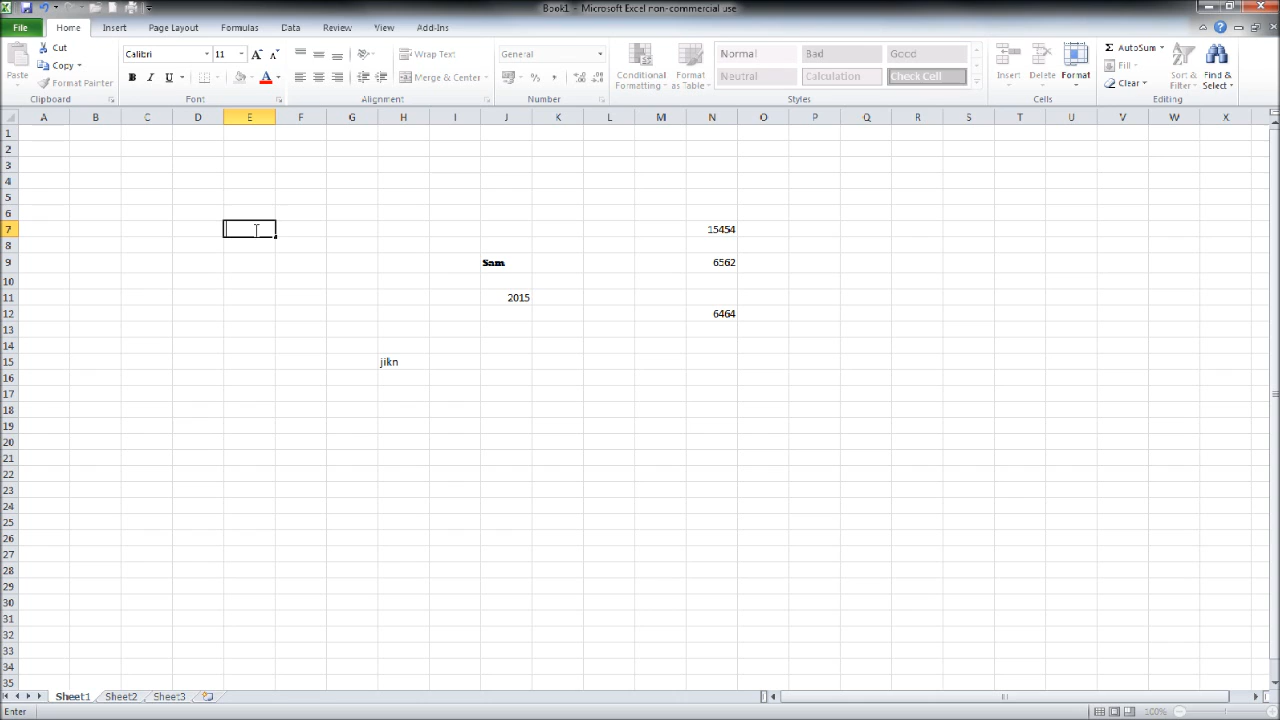 Book1 - Microsoft Excel non-commercial use
File Home Insert Page Layout Formulas Data Review View Add-Ins
Paste
Cut
Copy
Format Painter
Clipboard
Calibri 11
Font
Wrap Text
Merge & Center
Alignment
General
Number
Conditional Formatting
Format as Table
Normal Bad Good
Neutral Calculation Check Cell
Styles
Insert Delete Format
Cells
AutoSum
Fill
Clear
Sort & Filter
Find & Select
Editing
A B C D E F G H I J K L M N O P Q R S T U V W X
1
2
3
4
5
6
7 15454
8
9 Sam 6562
10
11 2015
12 6464
13
14
15 jikn
16
17
18
19
20
21
22
23
24
25
26
27
28
29
30
31
32
33
34
35
Sheet1 Sheet2 Sheet3
Enter 100%